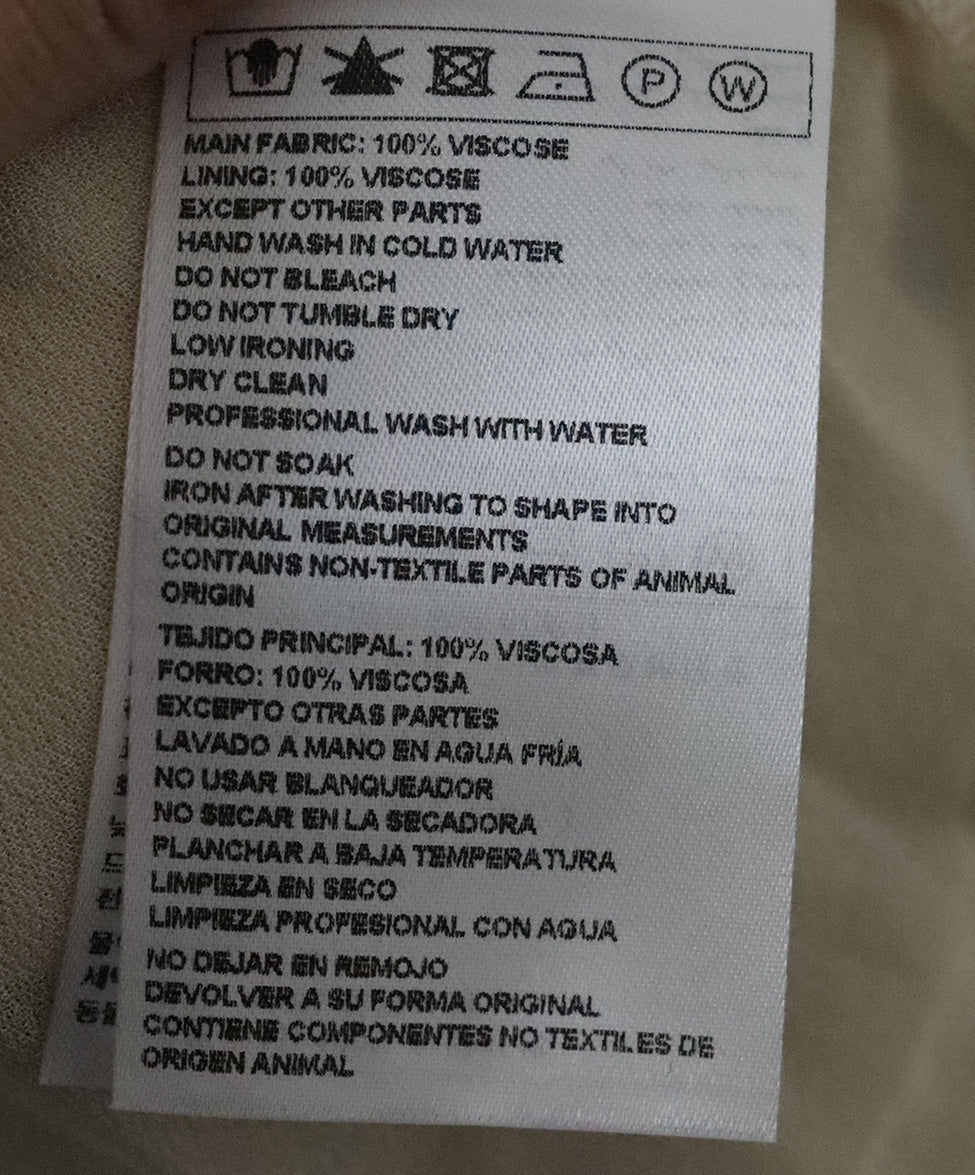 P W
MAIN FABRIC: 100% VISCOSE
LINING: 100% VISCOSE
EXCEPT OTHER PARTS
HAND WASH IN COLD WATER
DO NOT BLEACH
DO NOT TUMBLE DRY
LOW IRONING
DRY CLEAN
PROFESSIONAL WASH WITH WATER
DO NOT SOAK
IRON AFTER WASHING TO SHAPE INTO
ORIGINAL MEASUREMENTS
CONTAINS NON-TEXTILE PARTS OF ANIMAL
ORIGIN
TEJIDO PRINCIPAL: 100% VISCOSA
FORRO: 100% VISCOSA
EXCEPTO OTRAS PARTES
LAVADO A MANO EN AGUA FRÍA
NO USAR BLANQUEADOR
NO SECAR EN LA SECADORA
PLANCHAR A BAJA TEMPERATURA
LIMPIEZA EN SECO
LIMPIEZA PROFESIONAL CON AGUA
NO DEJAR EN REMOJO
DEVOLVER A SU FORMA ORIGINAL
CONTIENE COMPONENTES NO TEXTILES DE
ORIGEN ANIMAL